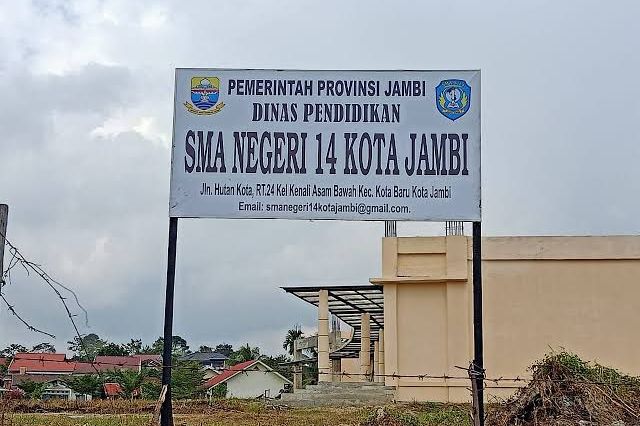 PEMERINTAH PROVINSI JAMBI
DINAS PENDIDIKAN
SMA NEGERI 14 KOTA JAMBI
Jln. Hutan Kota, RT.24 Kel Kenali Asam Bawah Kec. Kota Baru Kota Jambi
Email: smanegeri14kotajambi@gmail.com.